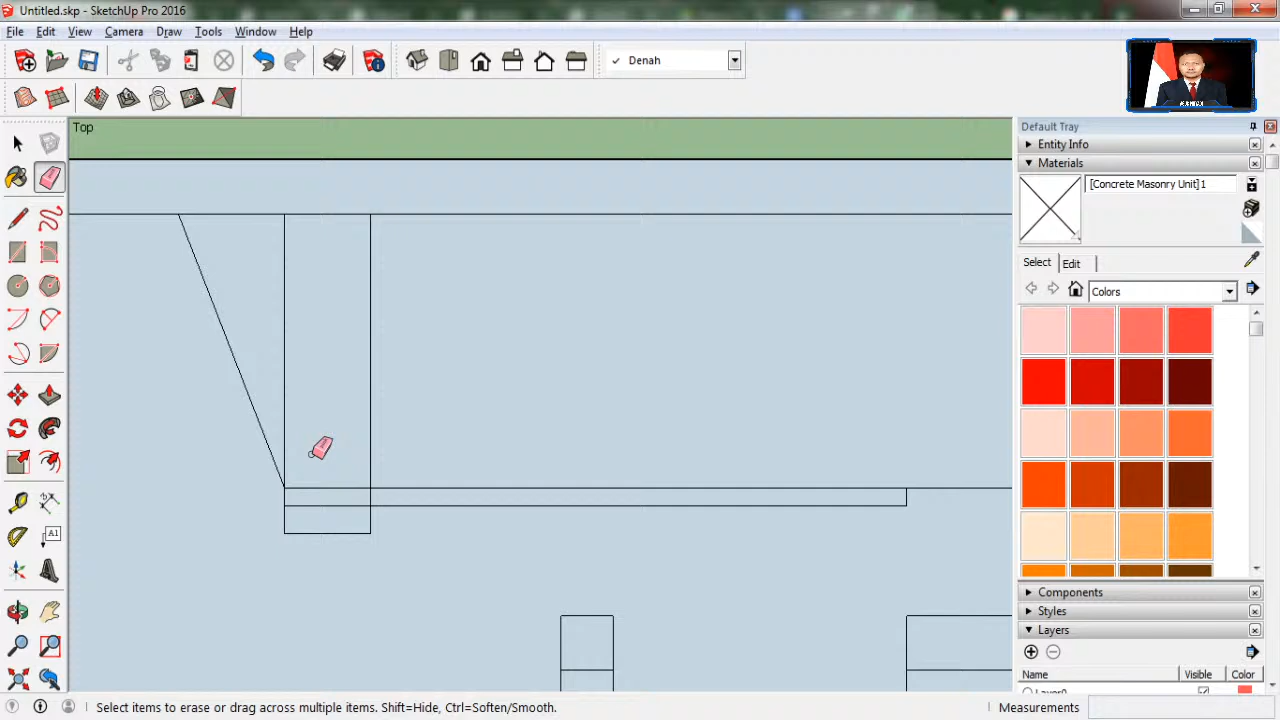 Untitled.skp - SketchUp Pro 2016
File Edit View Camera Draw Tools Window Help
Denah
Top
A1
Default Tray
Entity Info
Materials
[Concrete Masonry Unit]1
Select Edit
Colors
Components
Styles
Layers
Name Visible Color
Layer0
Select items to erase or drag across multiple items. Shift=Hide, Ctrl=Soften/Smooth.
Measurements